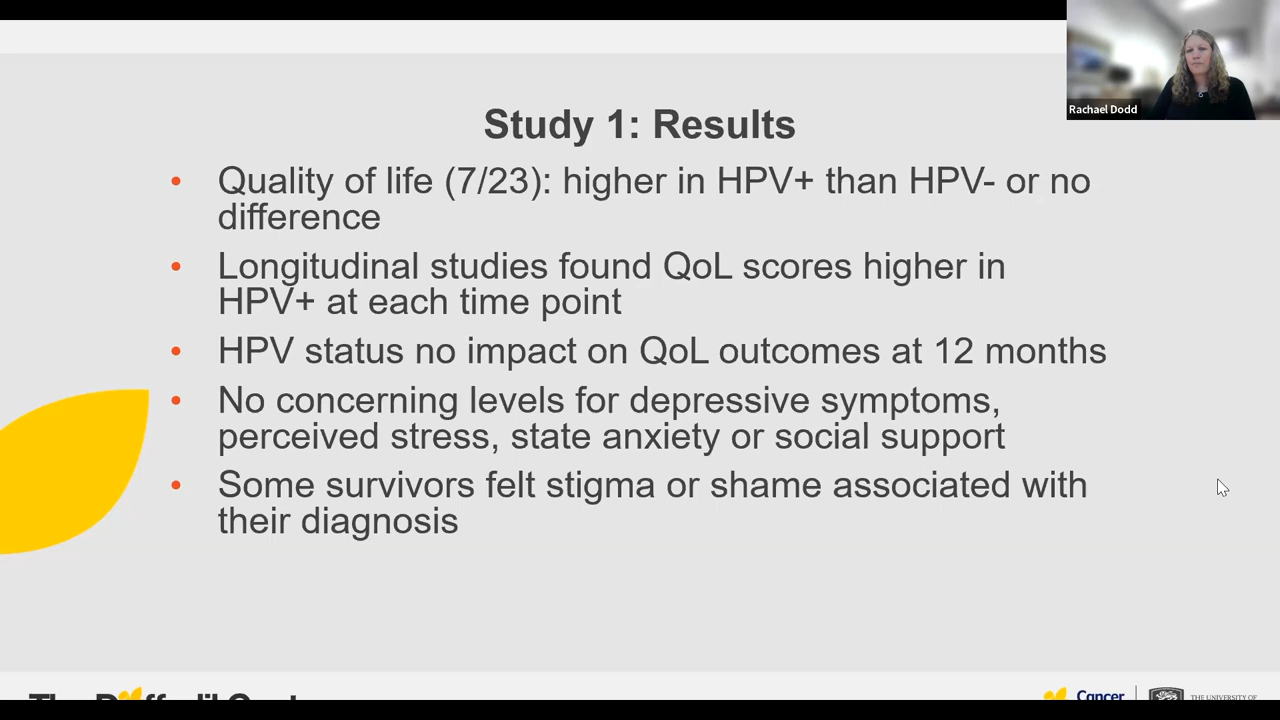 Rachael Dodd
Study 1: Results
• Quality of life (7/23): higher in HPV+ than HPV- or no
difference
• Longitudinal studies found QoL scores higher in
HPV+ at each time point
• HPV status no impact on QoL outcomes at 12 months
• No concerning levels for depressive symptoms,
perceived stress, state anxiety or social support
• Some survivors felt stigma or shame associated with
their diagnosis
Cancer
THE UNIVERSITY OF